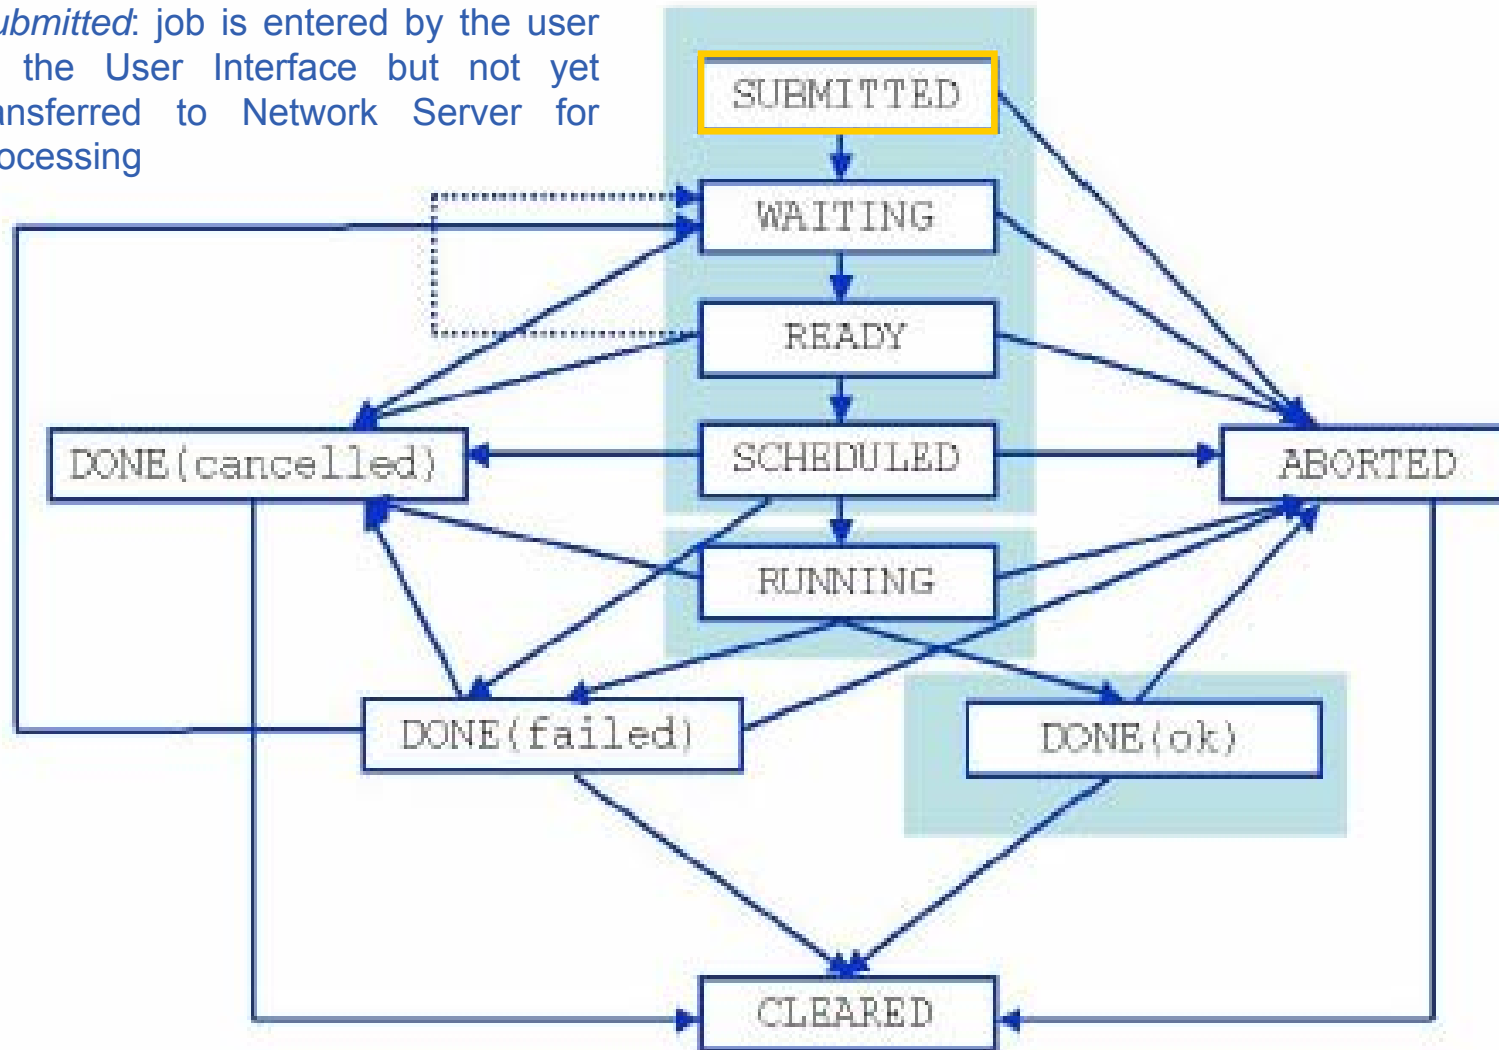 ubmitted: job is entered by the user
the User Interface but not yet
ansferred to Network Server for
ocessing
SUBMITTED
WAITING
READY
DONE(cancelled)
SCHEDULED
ABORTED
RUNNING
DONE(failed)
DONE(ok)
CLEARED